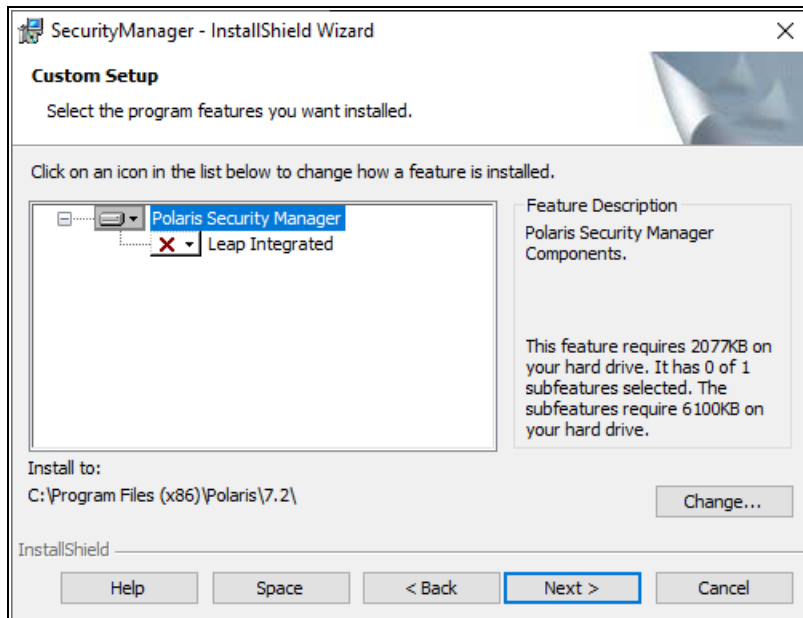 SecurityManager - InstallShield Wizard
Custom Setup
Select the program features you want installed.
Click on an icon in the list below to change how a feature is installed.
Polaris Security Manager
Leap Integrated
Feature Description
Polaris Security Manager
Components.
This feature requires 2077KB on
your hard drive. It has 0 of 1
subfeatures selected. The
subfeatures require 6100KB on
your hard drive.
Install to:
C:\Program Files (x86)\Polaris\7.2\
Change...
InstallShield
Help
Space
< Back
Next >
Cancel